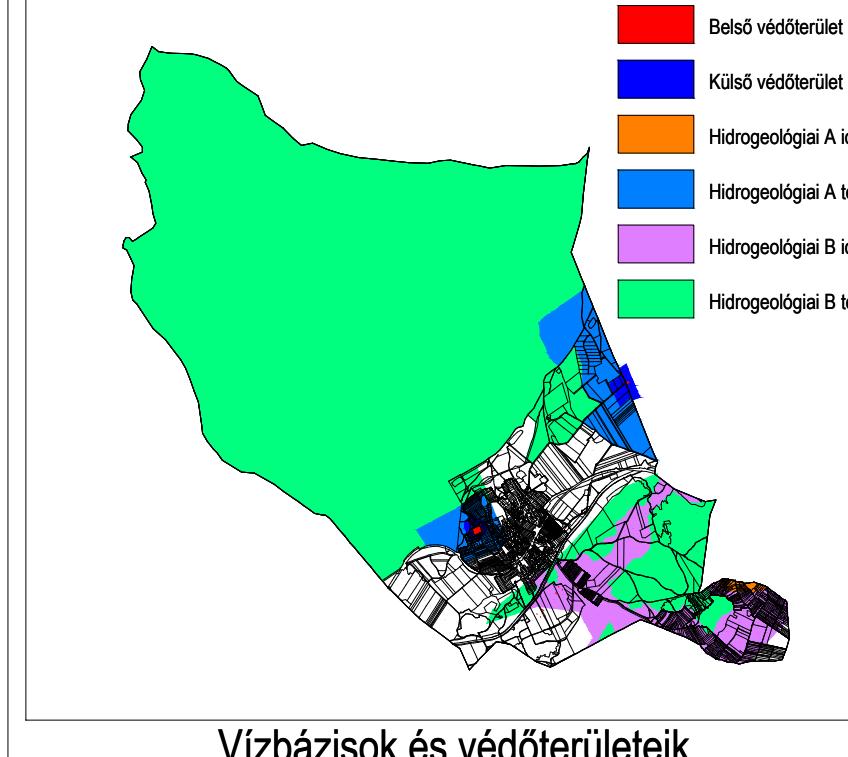 Belső védőterület
Külső védőterület
Hidrogeológiai A
Hidrogeológiai A
Hidrogeológiai B
Hidrogeológiai B
Vízbázisok és védőterületeik